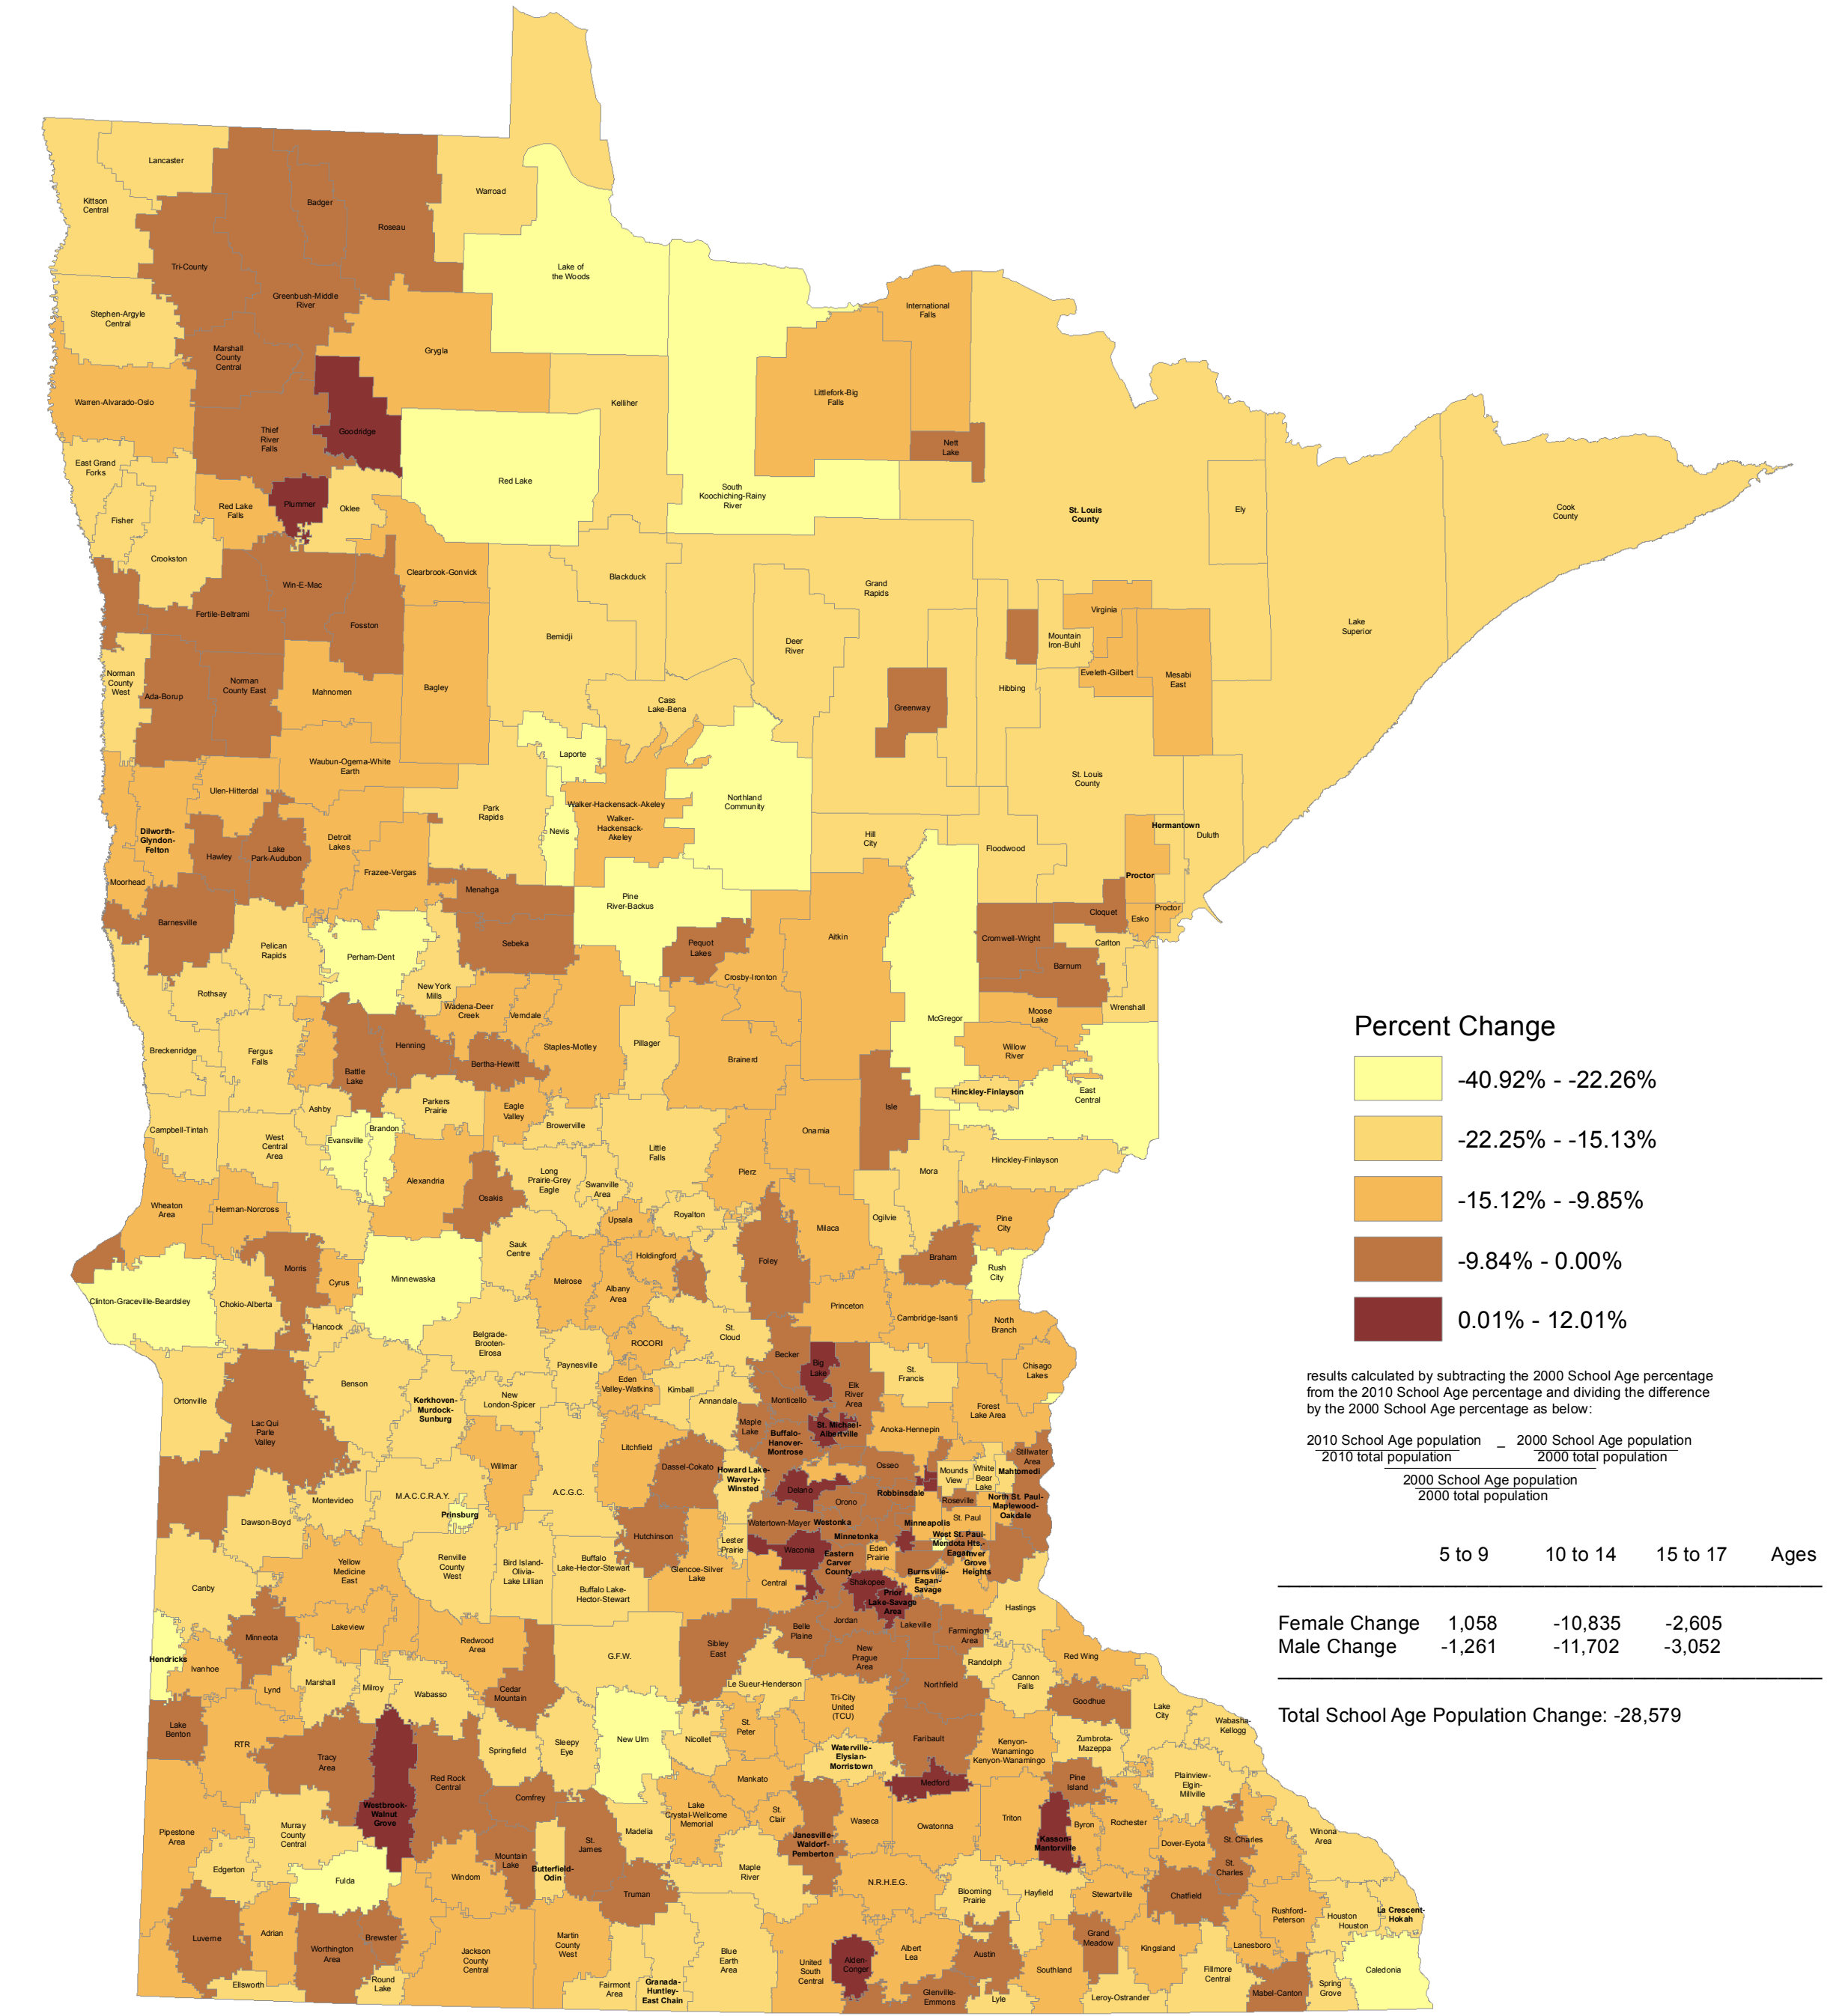 Lancaster
Kittson
Central
Badger
Roseau
Warroad
Tri-County
Lake of
the Woods
Greenbush-Middle
River
Stephen-Argyle
Central
International
Falls
Marshall
County
Central
Grygla
Warren-Alvarado-Oslo
Kelliher
Littlefork-Big
Falls
Thief
River
Falls
Goodridge
Nett
Lake
East Grand
Forks
Red Lake
South
Koochiching-Rainy
River
Red Lake
Falls
Plummer
Oklee
Fisher
St. Louis
County
Ely
Cook
County
Crookston
Clearbrook-Gonvick
Blackduck
Win-E-Mac
Grand
Rapids
Fertile-Beltrami
Fosston
Virginia
Lake
Superior
Bemidji
Deer
River
Mountain
Iron-Buhl
Norman
County
West
Ada-Borup
Norman
County East
Mahnomen
Bagley
Eveleth-Gilbert
Mesabi
East
Hibbing
Cass
Lake-Bena
Greenway
Laporte
Waubun-Ogema-White
Earth
St. Louis
County
Ulen-Hitterdal
Northland
Community
Park
Rapids
Walker-Hackensack-Akeley
Walker-
Hackensack-
Akeley
Nevis
Dilworth-
Glyndon-
Felton
Detroit
Lakes
Hill
City
Hermantown
Duluth
Floodwood
Hawley
Lake
Park-Audubon
Frazee-Vergas
Moorhead
Proctor
Menahga
Pine
River-Backus
Proctor
Cloquet
Esko
Barnesville
Aitkin
Cromwell-Wright
Carlton
Sebeka
Pequot
Lakes
Pelican
Rapids
Perham-Dent
Barnum
Crosby-Ironton
Rothsay
New York
Mills
Wadena-Deer
Creek
Verndale
Wrenshall
Moose
Lake
McGregor
Henning
Staples-Motley
Pillager
Willow
River
Breckenridge
Fergus
Falls
Brainerd
Bertha-Hewitt
Battle
Lake
Hinckley-Finlayson
East
Central
Ashby
Parkers
Prairie
Eagle
Valley
Isle
Campbell-Tintah
Brandon
Browerville
Onamia
Evansville
West
Central
Area
Little
Falls
Hinckley-Finlayson
Mora
Pierz
Alexandria
Long
Prairie-Grey
Eagle
Swanville
Area
Osakis
Wheaton
Area
Herman-Norcross
Royalton
Upsala
Ogilvie
Pine
City
Milaca
Sauk
Centre
Holdingford
Braham
Foley
Rush
City
Morris
Minnewaska
Cyrus
Melrose
Albany
Area
Clinton-Graceville-Beardsley
Chokio-Alberta
Princeton
Cambridge-Isanti
North
Branch
Hancock
St.
Cloud
Belgrade-
Brooten-
Elrosa
ROCORI
Becker
Big
Lake
Paynesville
St.
Francis
Chisago
Lakes
Benson
Eden
Valley-Watkins
Kimball
Elk
River
Area
Ortonville
Kerkhoven-
Murdock-
Sunburg
New
London-Spicer
Annandale
Monticello
Forest
Lake Area
Lac Qui
Parle
Valley
Maple
Lake
St. Michael-
Albertville
Anoka-Hennepin
Buffalo-
Hanover-
Montrose
Litchfield
Stillwater
Area
Willmar
Dassel-Cokato
Howard Lake-
Waverly-
Winsted
Osseo
Mounds
View
White
Bear
Lake
Mahtomedi
Delano
Robbinsdale
M.A.C.C.R.A.Y.
A.C.G.C.
Montevideo
Orono
Roseville
North St. Paul-
Maplewood-
Oakdale
Prinsburg
Dawson-Boyd
Watertown-Mayer
Westonka
Minneapolis
St. Paul
Hutchinson
Lester
Prairie
Minnetonka
West St. Paul-
Mendota Hts.-
Eagan
Inver
Grove
Heights
Waconia
Eastern
Carver
County
Eden
Prairie
Yellow
Medicine
East
Renville
County
West
Bird Island-
Olivia-
Lake Lillian
Buffalo
Lake-Hector-Stewart
Buffalo Lake-
Hector-Stewart
Glencoe-Silver
Lake
Central
Burnsville-
Eagan-
Savage
Canby
Shakopee
Prior
Lake-Savage
Area
Hastings
Lakeview
Minneota
Redwood
Area
Belle
Plaine
Jordan
Lakeville
Farmington
Area
Sibley
East
G.F.W.
New
Prague
Area
Hendricks
Ivanhoe
Randolph
Red Wing
Cannon
Falls
Marshall
Lynd
Milroy
Wabasso
Le Sueur-Henderson
Cedar
Mountain
Northfield
Goodhue
Tri-City
United
(TCU)
Lake
City
Lake
Benton
St.
Peter
Wabasha-
Kellogg
RTR
Tracy
Area
Springfield
Sleepy
Eye
New Ulm
Nicollet
Faribault
Kenyon-
Wanamingo
Kenyon-Wanamingo
Zumbrota-
Mazeppa
Waterville-
Elysian-
Morristown
Red Rock
Central
Mankato
Medford
Pine
Island
Plainview-
Elgin-
Millville
Comfrey
Westbrook-
Walnut
Grove
Lake
Crystal-Wellcome
Memorial
St.
Clair
Pipestone
Area
Murray
County
Central
Madelia
Janesville-
Waldorf-
Pemberton
Waseca
Owatonna
Triton
Kasson-
Mantorville
Byron
Rochester
Dover-Eyota
St. Charles
St.
Charles
Winona
Area
St.
James
Mountain
Lake
Edgerton
Butterfield-
Odin
Maple
River
Fulda
Windom
Truman
N.R.H.E.G.
Blooming
Prairie
Hayfield
Stewartville
Chatfield
Rushford-
Peterson
Houston
Houston
La Crescent-
Hokah
Luverne
Adrian
Worthington
Area
Brewster
Jackson
County
Central
Martin
County
West
Blue
Earth
Area
United
South
Central
Alden-
Conger
Albert
Lea
Austin
Grand
Meadow
Kingsland
Lanesboro
Southland
Fillmore
Central
Caledonia
Ellsworth
Round
Lake
Fairmont
Area
Granada-
Huntley-
East Chain
Glenville-
Emmons
Lyle
Leroy-Ostrander
Mabel-Canton
Spring
Grove
Percent Change
-40.92% - -22.26%
-22.25% - -15.13%
-15.12% - -9.85%
-9.84% - 0.00%
0.01% - 12.01%
results calculated by subtracting the 2000 School Age percentage
from the 2010 School Age percentage and dividing the difference
by the 2000 School Age percentage as below:
2010 School Age population _ 2000 School Age population
2010 total population 2000 total population
2000 School Age population
2000 total population
5 to 9 10 to 14 15 to 17 Ages
Female Change 1,058 -10,835 -2,605
Male Change -1,261 -11,702 -3,052
Total School Age Population Change: -28,579